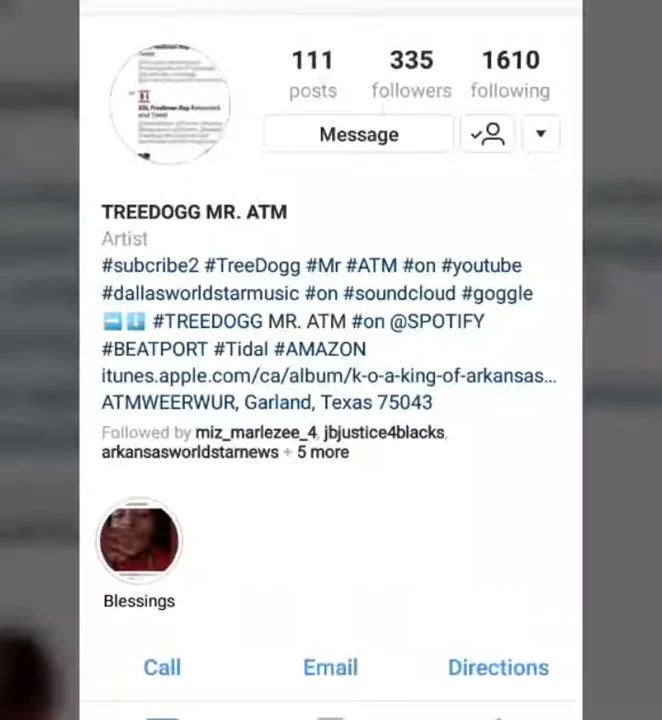 111 335 1610
posts followers following
Message
TREEDOGG MR. ATM
Artist
#subcribe2 #TreeDogg #Mr #ATM #on #youtube
#dallasworldstarmusic #on #soundcloud #goggle
➡️⬇️ #TREEDOGG MR. ATM #on @SPOTIFY
#BEATPORT #Tidal #AMAZON
itunes.apple.com/ca/album/k-o-a-king-of-arkansas...
ATMWEERWUR, Garland, Texas 75043
Followed by miz_marlezee_4, jbjustice4blacks,
arkansasworldstarnews + 5 more
Blessings
Call Email Directions